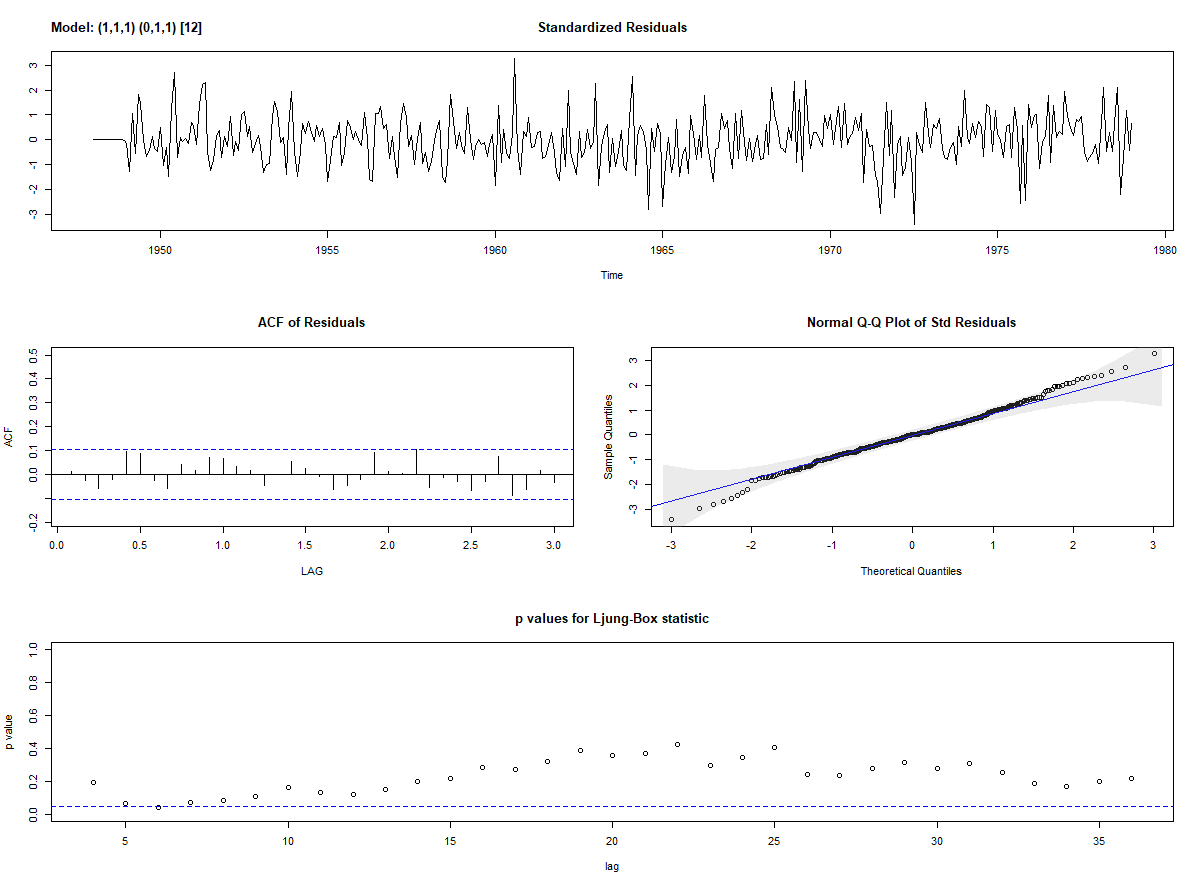 Model: (1,1,1) (0,1,1) [12]
Standardized Residuals
3
2
1
0
-1
-2
-3
1950 1955 1960 1965 1970 1975 1980
Time
ACF of Residuals
ACF
0.5
0.4
0.3
0.2
0.1
0.0
-0.2
0.0 0.5 1.0 1.5 2.0 2.5 3.0
LAG
Normal Q-Q Plot of Std Residuals
Sample Quantiles
3
2
1
0
-1
-2
-3
-3 -2 -1 0 1 2 3
Theoretical Quantiles
p values for Ljung-Box statistic
p value
1.0
0.8
0.6
0.4
0.2
0.0
5 10 15 20 25 30 35
lag